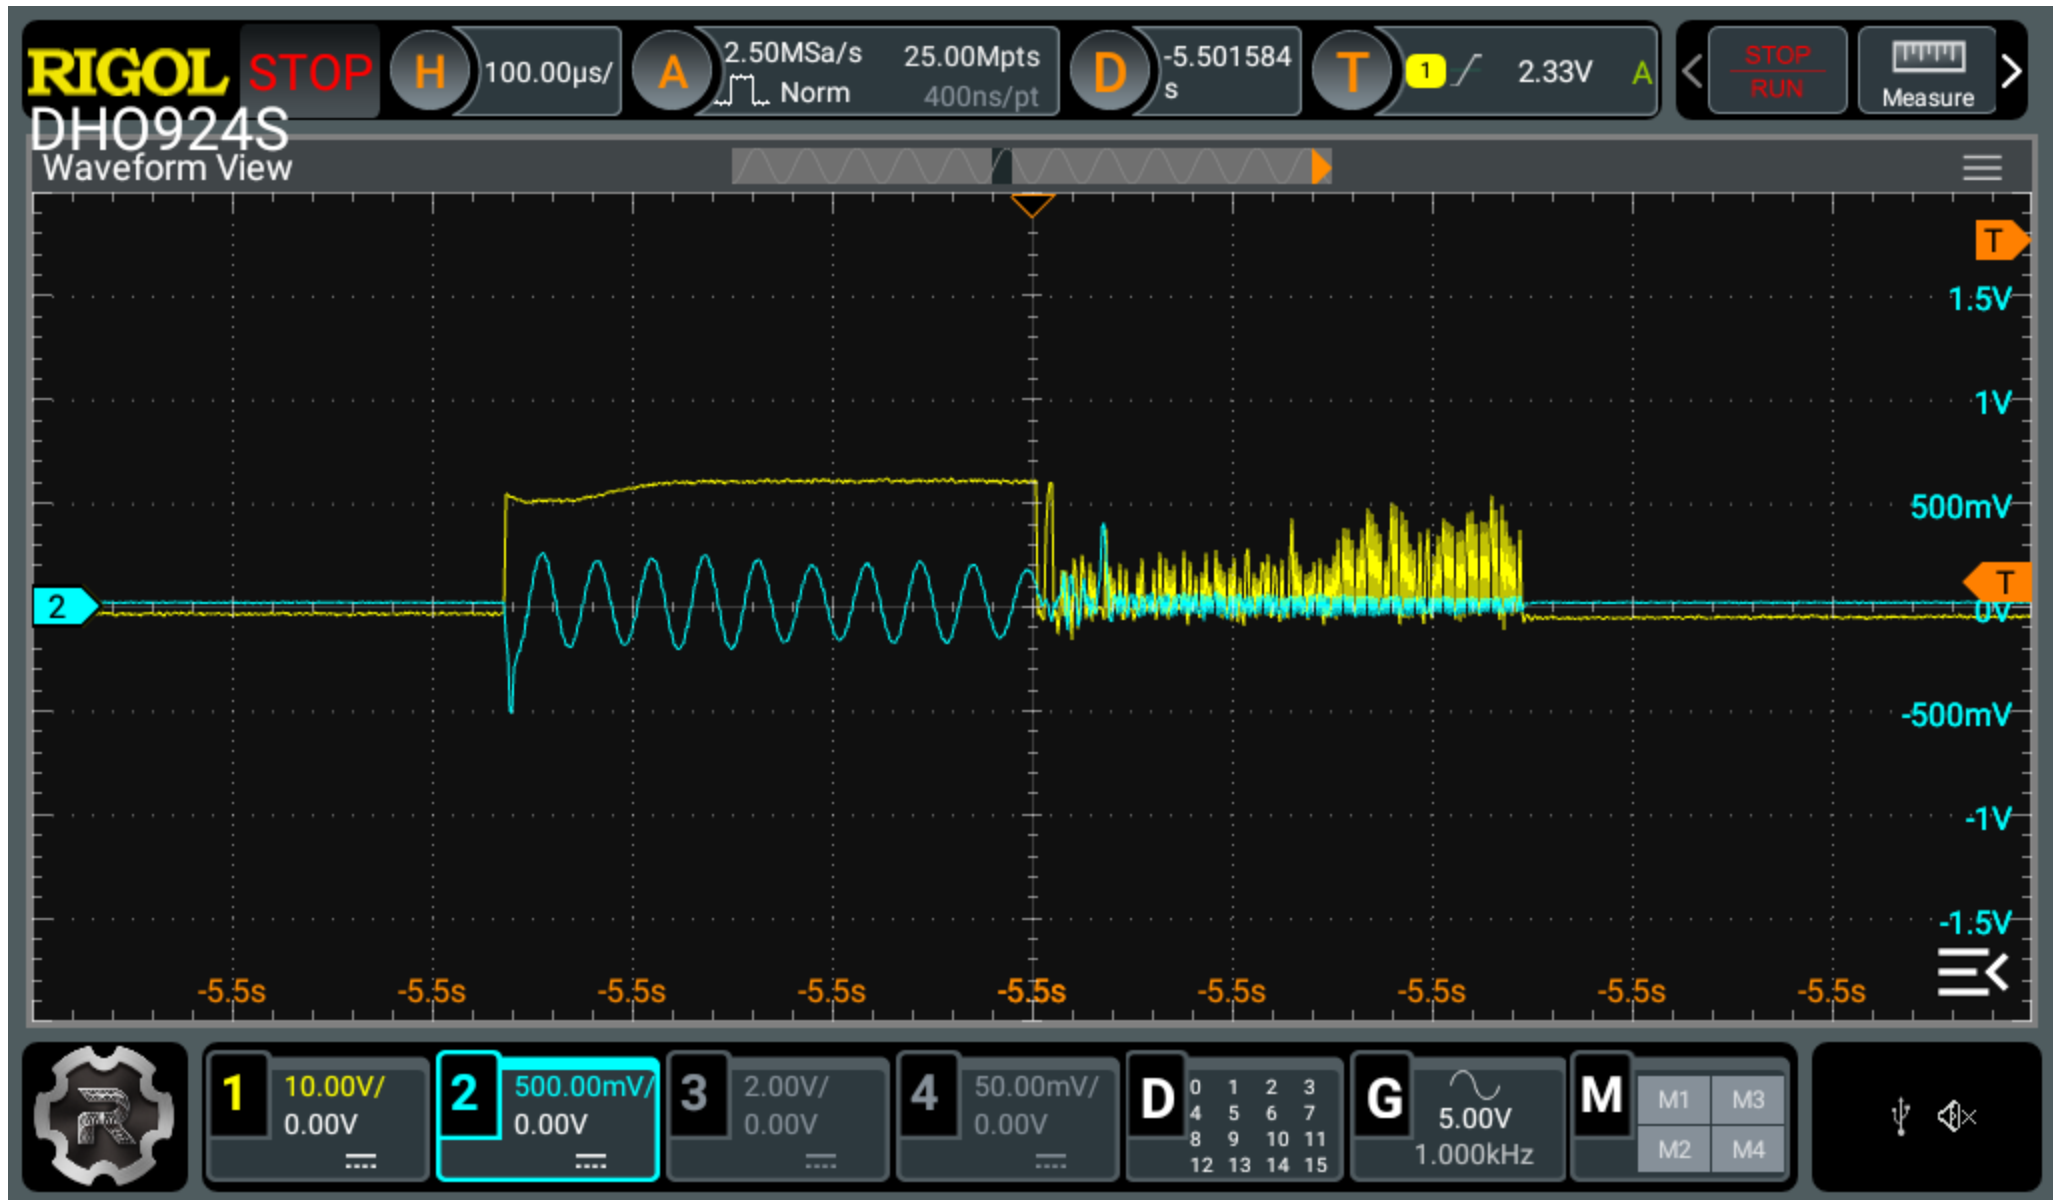 RIGOL STOP H 100.00µs/ A 2.50MSa/s 25.00Mpts D -5.501584 T 1 2.33V A STOP
Norm 400ns/pt s RUN Measure
DHO924S
Waveform View
T
1.5V
1V
500mV
T
2 0V
-500mV
-1V
-1.5V
-5.5s -5.5s -5.5s -5.5s -5.5s -5.5s -5.5s -5.5s -5.5s
1 10.00V/ 2 500.00mV/ 3 2.00V/ 4 50.00mV/ D 0 1 2 3 G 5.00V M M1 M3
0.00V 0.00V 0.00V 0.00V 4 5 6 7 1.000kHz M2 M4
8 9 10 11
12 13 14 15
R